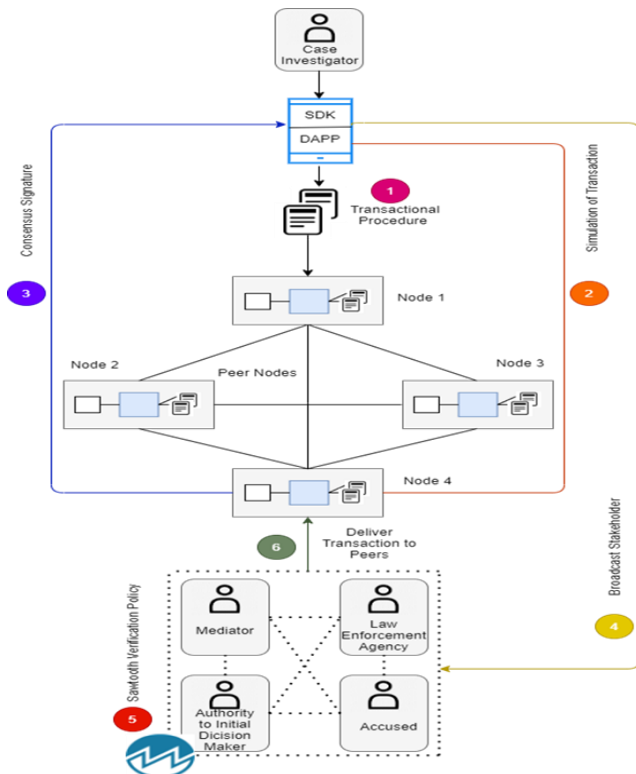 Case
Investigator
SDK
DAPP
1
Transactional
Procedure
Consensus Signature
Simulation of Transaction
3
2
Node 1
Node 2
Peer Nodes
Node 3
Node 4
6
Deliver
Transaction to
Peers
Broadcast Stakeholder
4
Sawtooth Verification Policy
5
Mediator
Law
Enforcement
Agency
Authority
to Initial
Dicision
Maker
Accused